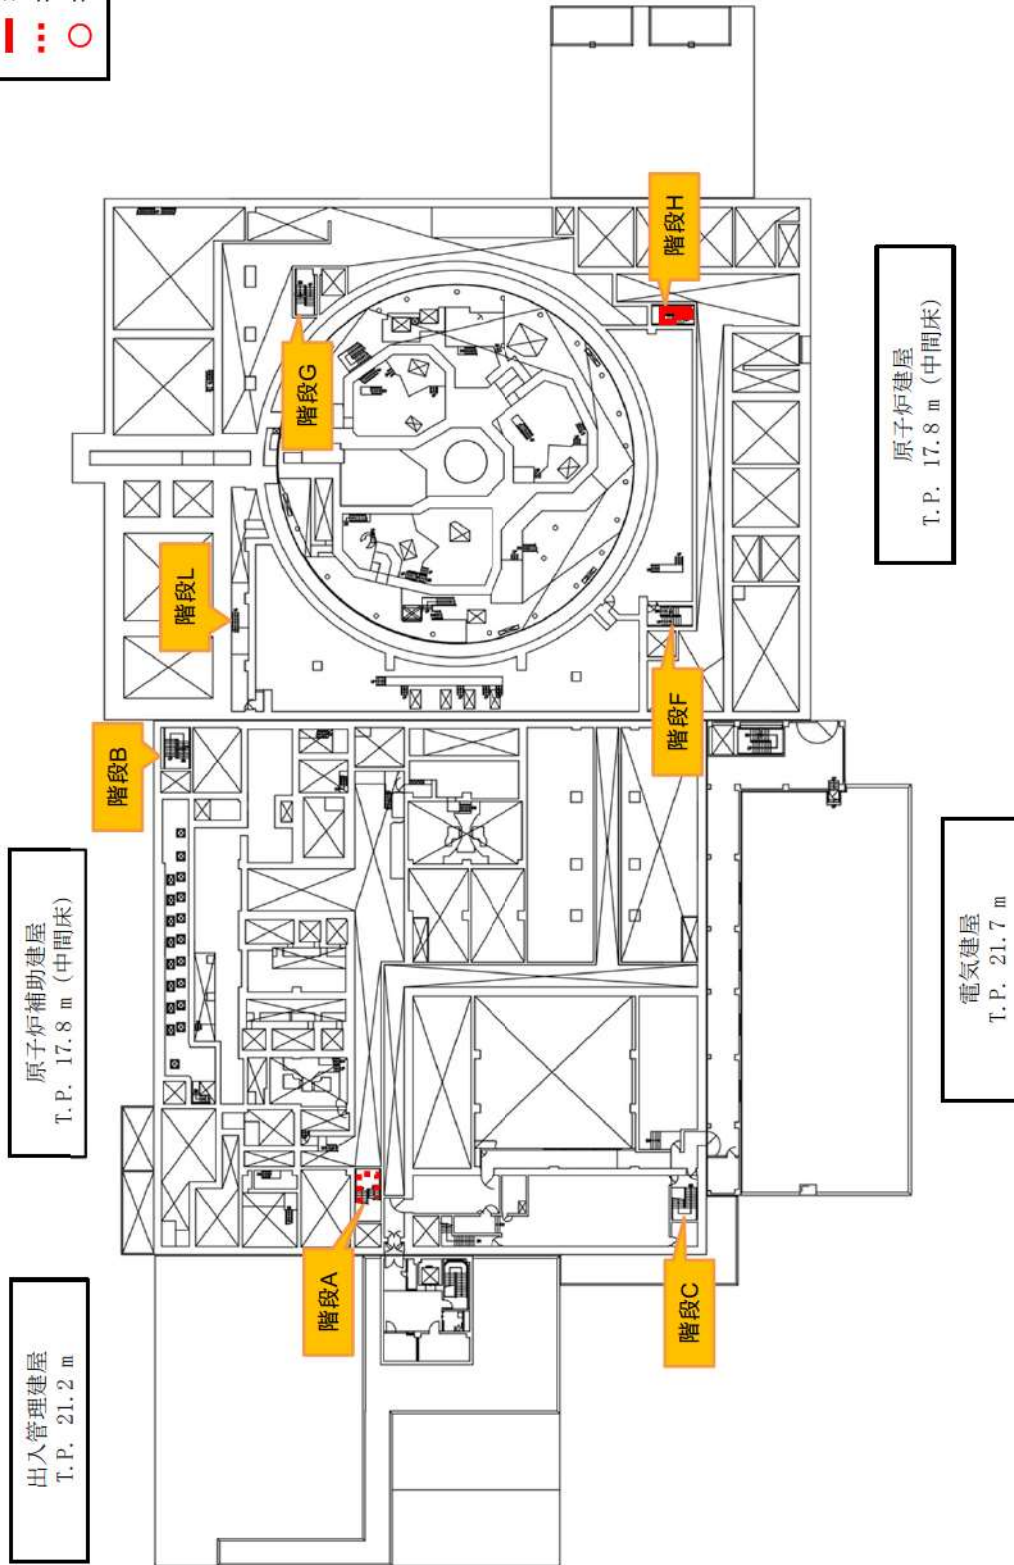 出入管理建屋
T.P. 21.2 m
原子炉補助建屋
T.P. 17.8 m (中間床)
階段B
階段L
階段G
階段H
階段A
階段C
階段F
電気建屋
T.P. 21.7 m
原子炉建屋
T.P. 17.8 m (中間床)